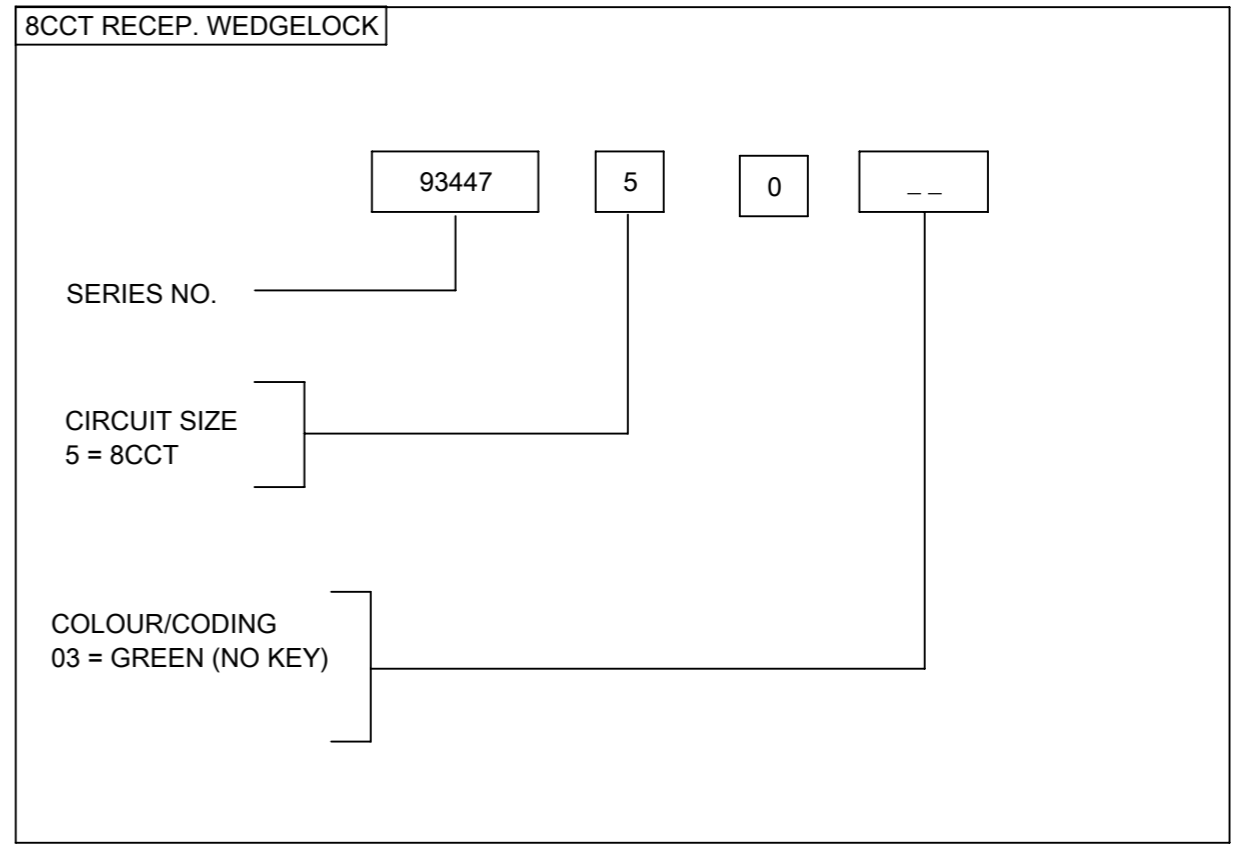 8CCT RECEP. WEDGELOCK
93447 5 0 _ _
SERIES NO.
CIRCUIT SIZE
5 = 8CCT
COLOUR/CODING
03 = GREEN (NO KEY)